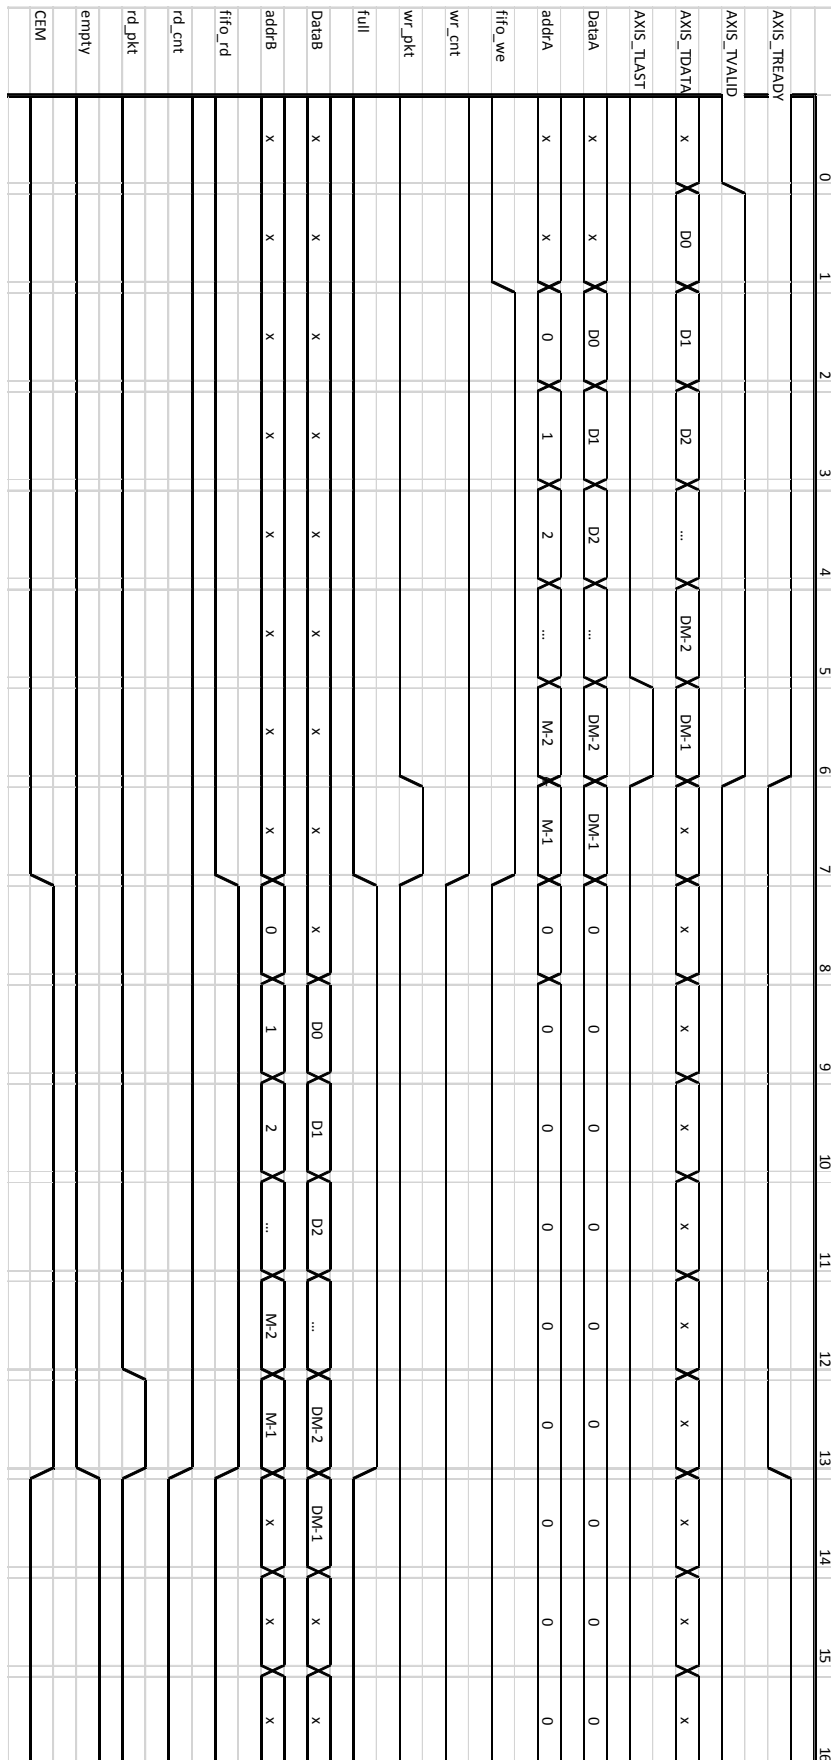 0 1 2 3 4 5 6 7 8 9 10 11 12 13 14 15 16
AXIS_TREADY
AXIS_TVALID
AXIS_TDATA x D0 D1 D2 ... DM-2 DM-1 x x x x x x x x x x
AXIS_TLAST
DataA x x D0 D1 D2 ... DM-2 DM-1 0 0 0 0 0 0 0 0 0
addrA x x 0 1 2 ... M-2 M-1 0 0 0 0 0 0 0 0 0
fifo_we
wr_cnt
wr_pkt
full
DataB x x x x x x x x x D0 D1 D2 ... DM-2 DM-1 x x
addrB x x x x x x x x 0 1 2 ... M-2 M-1 x x x
fifo_rd
rd_cnt
rd_pkt
empty
CEM